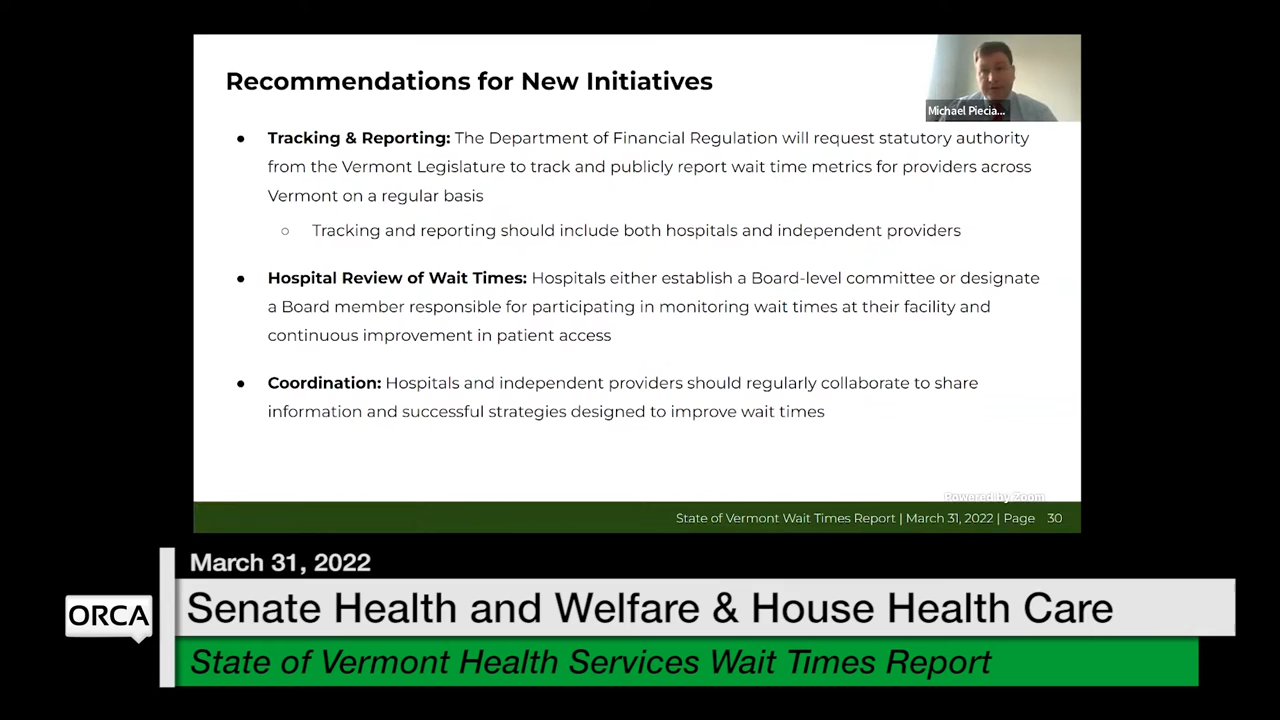 Recommendations for New Initiatives
Michael Piecia...
● Tracking & Reporting: The Department of Financial Regulation will request statutory authority
from the Vermont Legislature to track and publicly report wait time metrics for providers across
Vermont on a regular basis
○ Tracking and reporting should include both hospitals and independent providers
● Hospital Review of Wait Times: Hospitals either establish a Board-level committee or designate
a Board member responsible for participating in monitoring wait times at their facility and
continuous improvement in patient access
● Coordination: Hospitals and independent providers should regularly collaborate to share
information and successful strategies designed to improve wait times
Powered by Zoom
State of Vermont Wait Times Report | March 31, 2022 | Page 30
March 31, 2022
ORCA
Senate Health and Welfare & House Health Care
State of Vermont Health Services Wait Times Report